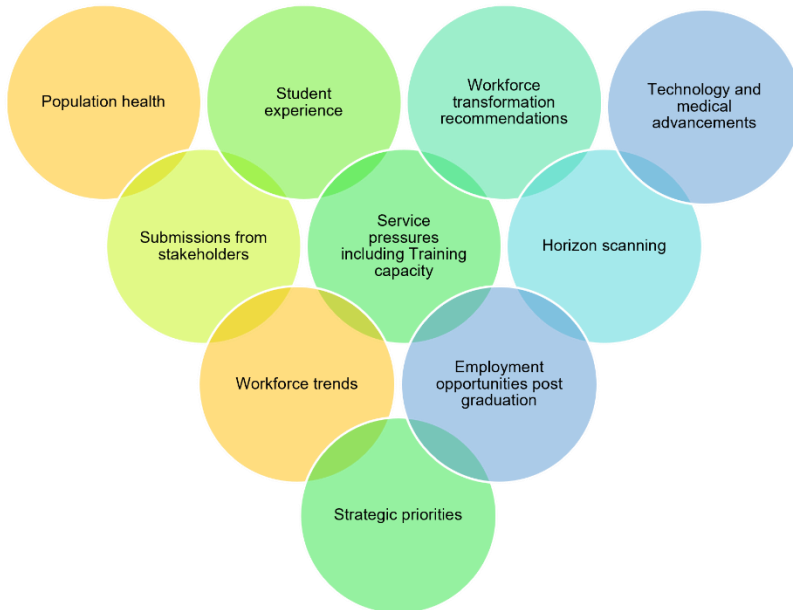 Population health
Student
experience
Workforce
transformation
recommendations
Technology and
medical
advancements
Submissions from
stakeholders
Service
pressures
including Training
capacity
Horizon scanning
Workforce trends
Employment
opportunities post
graduation
Strategic priorities